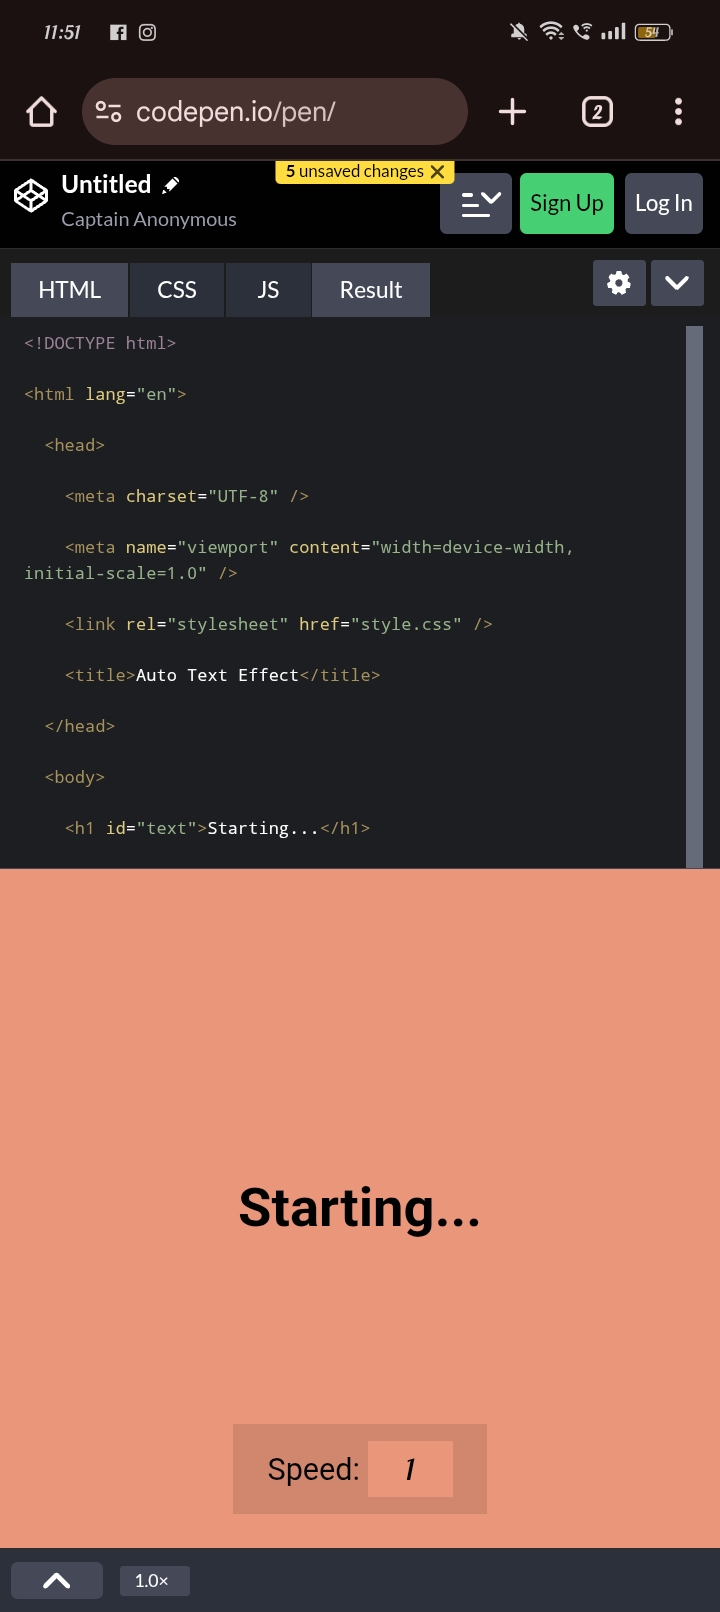 11:51
54
codepen.io/pen/
2
5 unsaved changes
Untitled
Captain Anonymous
Sign Up
Log In
HTML CSS JS Result
<!DOCTYPE html>
<html lang="en">
<head>
<meta charset="UTF-8" />
<meta name="viewport" content="width=device-width,
initial-scale=1.0" />
<link rel="stylesheet" href="style.css" />
<title>Auto Text Effect</title>
</head>
<body>
<h1 id="text">Starting...</h1>
Starting...
Speed: 1
1.0×